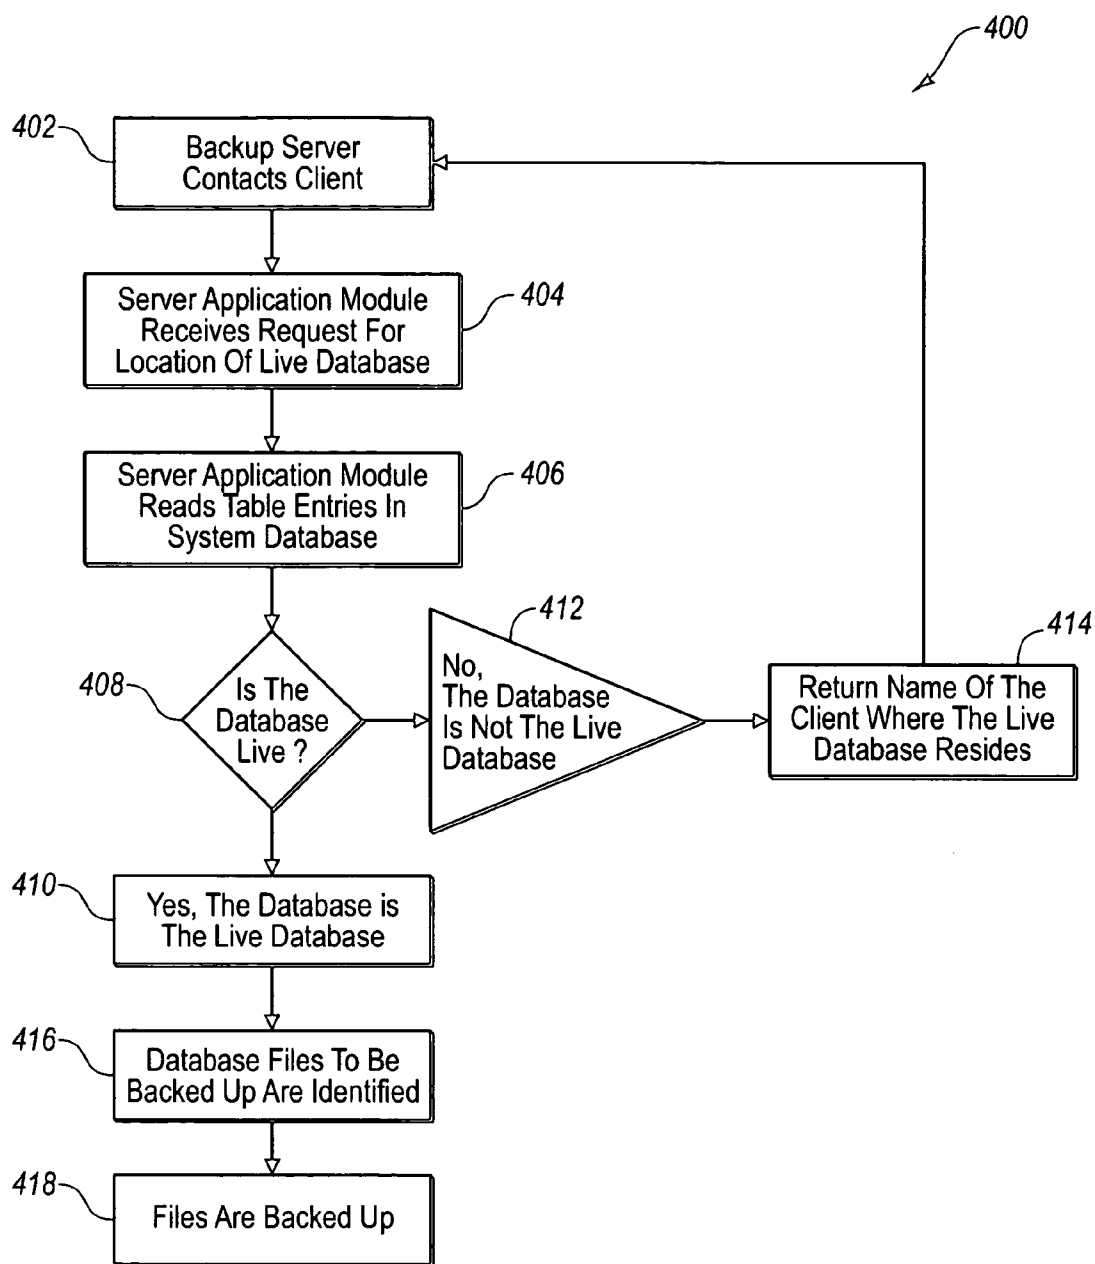 400
402
Backup Server
Contacts Client
404
Server Application Module
Receives Request For
Location Of Live Database
406
Server Application Module
Reads Table Entries In
System Database
408
Is The
Database
Live ?
412
No,
The Database
Is Not The Live
Database
414
Return Name Of The
Client Where The Live
Database Resides
410
Yes, The Database is
The Live Database
416
Database Files To Be
Backed Up Are Identified
418
Files Are Backed Up